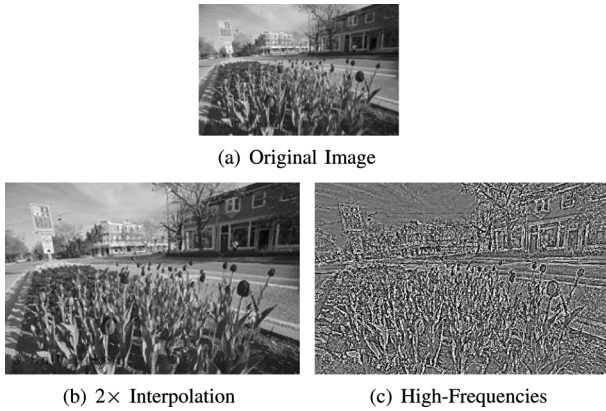 (a) Original Image
(b) 2× Interpolation
(c) High-Frequencies